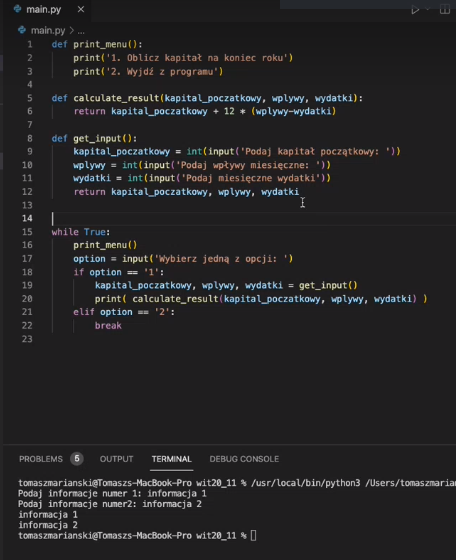 main.py
main.py > ...
1 def print_menu():
2 print('1. Oblicz kapitał na koniec roku')
3 print('2. Wyjdź z programu')
4
5 def calculate_result(kapital_poczatkowy, wplywy, wydatki):
6 return kapital_poczatkowy + 12 * (wplywy-wydatki)
7
8 def get_input():
9 kapital_poczatkowy = int(input('Podaj kapitał początkowy: '))
10 wplywy = int(input('Podaj wpływy miesięczne: '))
11 wydatki = int(input('Podaj miesięczne wydatki'))
12 return kapital_poczatkowy, wplywy, wydatki
13
14
15 while True:
16 print_menu()
17 option = input('Wybierz jedną z opcji: ')
18 if option == '1':
19 kapital_poczatkowy, wplywy, wydatki = get_input()
20 print( calculate_result(kapital_poczatkowy, wplywy, wydatki) )
21 elif option == '2':
22 break
23
PROBLEMS 5 OUTPUT TERMINAL DEBUG CONSOLE
tomaszmarianski@Tomaszs-MacBook-Pro wit20_11 % /usr/local/bin/python3 /Users/tomaszmarian
Podaj informacje numer 1: informacja 1
Podaj informacje numer2: informacja 2
informacja 1
informacja 2
tomaszmarianski@Tomaszs-MacBook-Pro wit20_11 %